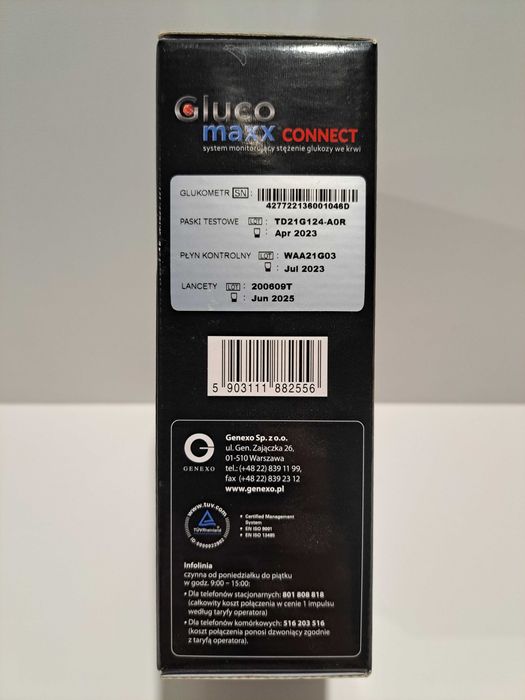 Gluco
maxx CONNECT
system monitorujący stężenie glukozy we krwi
GLUKOMETR SN :
427722136001046D
PASKI TESTOWE LOT : TD21G124-A0R
: Apr 2023
PŁYN KONTROLNY LOT : WAA21G03
: Jul 2023
LANCETY LOT : 200609T
: Jun 2025
5 903111 882556
G
GENEXO
Genexo Sp. z o.o.
ul. Gen. Zajączka 26,
01-510 Warszawa
tel.: (+48 22) 839 11 99,
fax (+48 22) 839 23 12
www.genexo.pl
www.tuv.com
TÜVRheinland
• Certified Management
System
• EN ISO 9001
• EN ISO 13485
Infolinia
czynna od poniedziałku do piątku
w godz. 9:00 – 15:00:
• Dla telefonów stacjonarnych: 801 808 818
(całkowity koszt połączenia w cenie 1 impulsu
według taryfy operatora)
• Dla telefonów komórkowych: 516 203 516
(koszt połączenia ponosi dzwoniący zgodnie
z taryfą operatora).